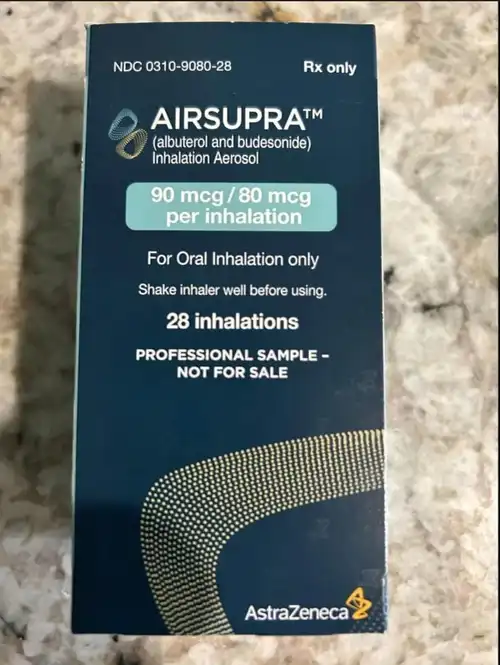 NDC 0310-9080-28 Rx only
AIRSUPRA™
(albuterol and budesonide)
Inhalation Aerosol
90 mcg/80 mcg
per inhalation
For Oral Inhalation only
Shake inhaler well before using.
28 inhalations
PROFESSIONAL SAMPLE –
NOT FOR SALE
AstraZeneca